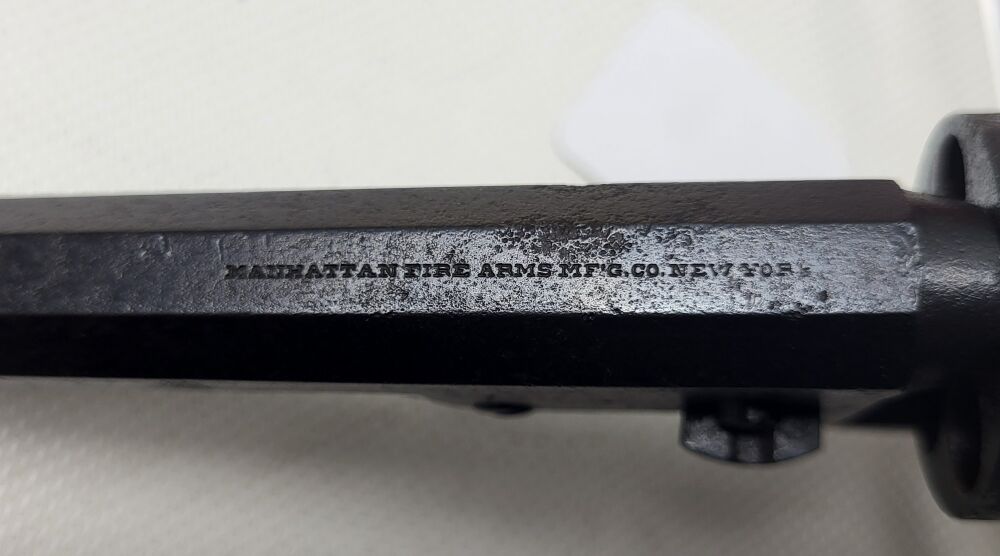 MANHATTAN FIRE ARMS MF'G. CO. NEW YORK